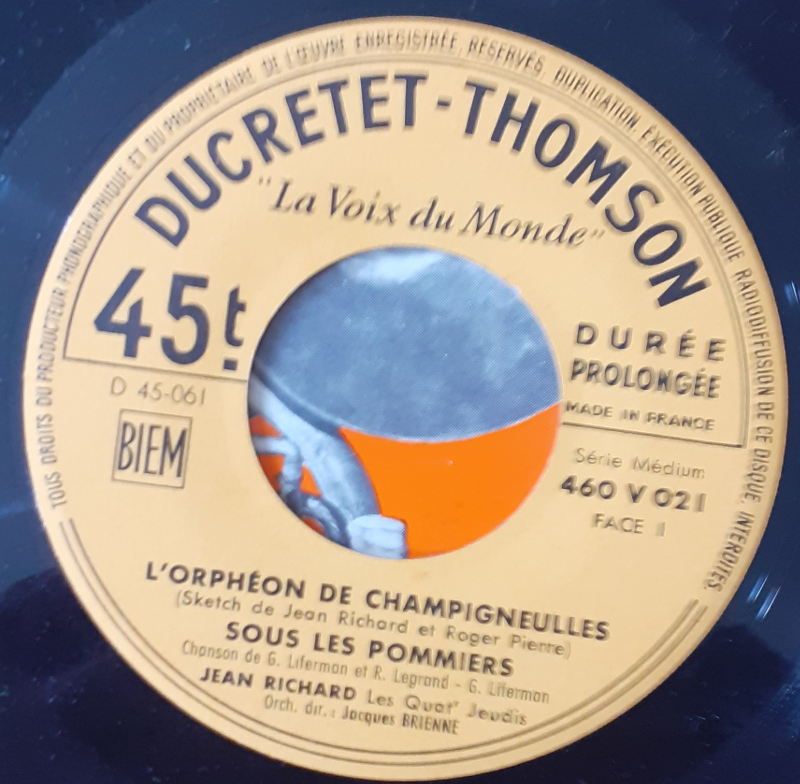 TOUS DROITS DU PRODUCTEUR PHONOGRAPHIQUE ET DU PROPRIÉTAIRE DE L'ŒUVRE ENREGISTRÉE RÉSERVÉS. DUPLICATION, EXÉCUTION PUBLIQUE RADIODIFFUSION DE CE DISQUE, INTERDITES.
DUCRETET-THOMSON
"La Voix du Monde"
45t.
DURÉE
PROLONGÉE
MADE IN FRANCE
D 45-061
BIEM
Série Médium
460 V 021
FACE 1
L'ORPHÉON DE CHAMPIGNEULLES
(Sketch de Jean Richard et Roger Pierre)
SOUS LES POMMIERS
Chanson de G. Liferman et R. Legrand - G. Liferman
JEAN RICHARD Les Quat' Jeudis
Orch. dir. : Jacques BRIENNE